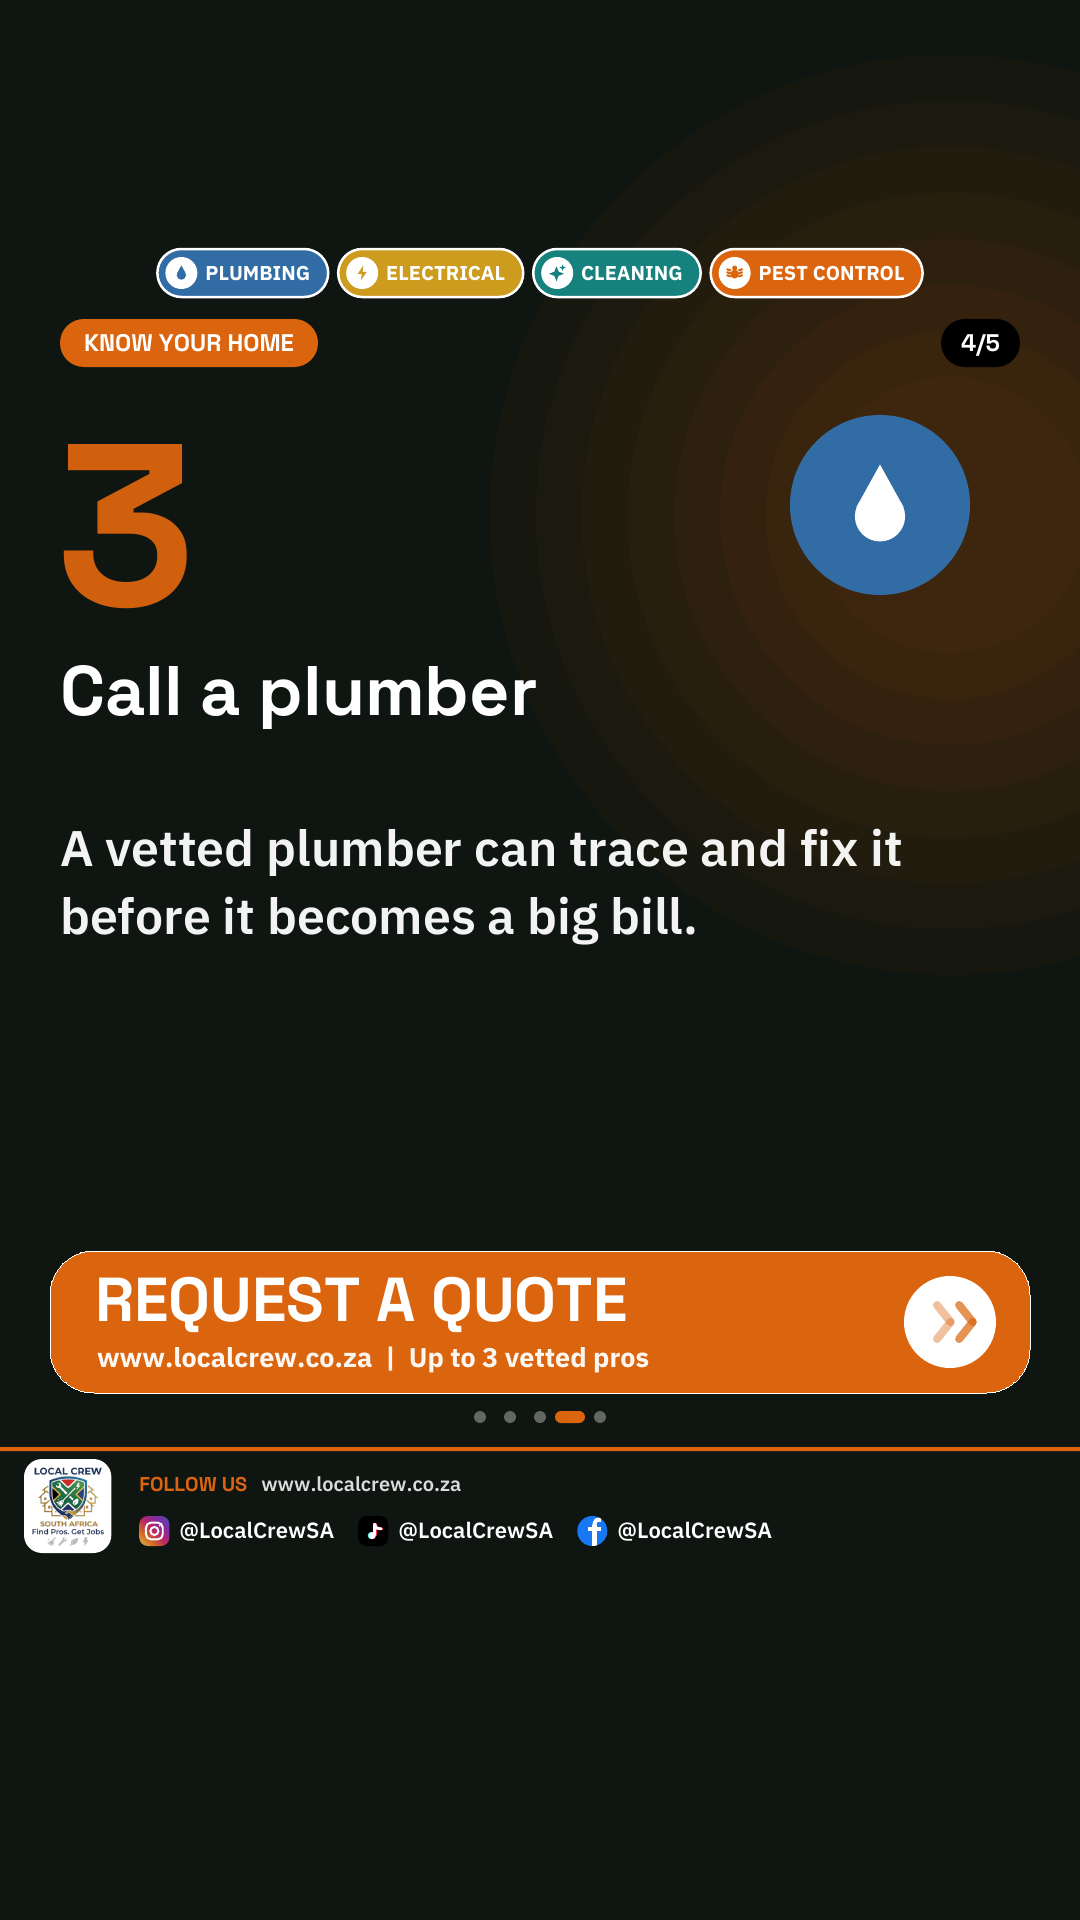 PLUMBING
ELECTRICAL
CLEANING
PEST CONTROL
KNOW YOUR HOME
4/5
3
Call a plumber
A vetted plumber can trace and fix it
before it becomes a big bill.
REQUEST A QUOTE
www.localcrew.co.za | Up to 3 vetted pros
LOCAL CREW
SOUTH AFRICA
Find Pros. Get Jobs
FOLLOW US www.localcrew.co.za
@LocalCrewSA @LocalCrewSA @LocalCrewSA